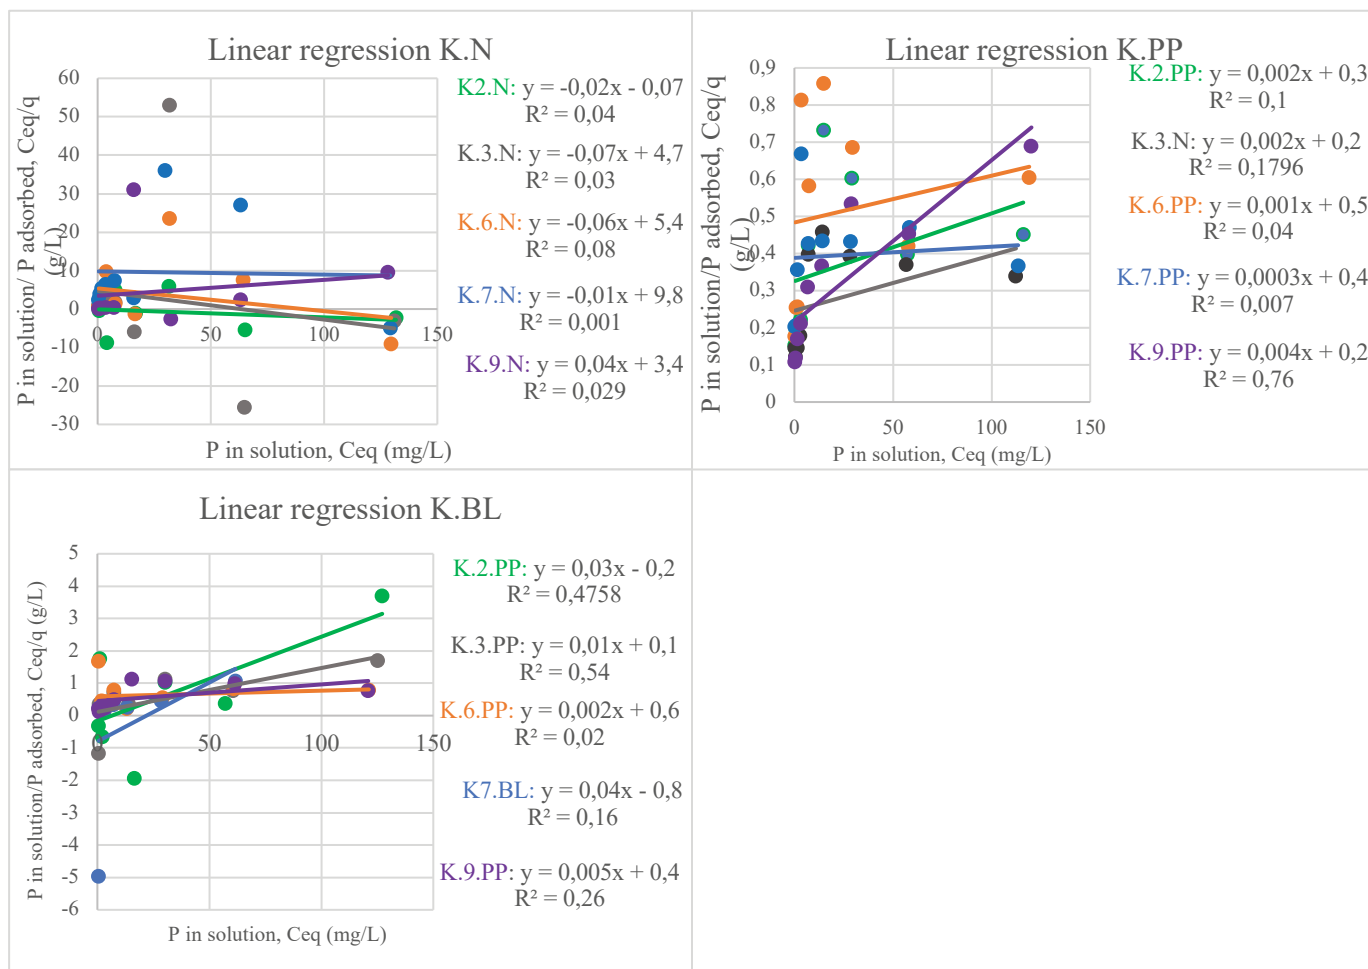 Linear regression K.N
P in solution/ P adsorbed, Ceq/q
(g/L)
60
50
40
30
20
10
0
-10
-20
-30
0
50
100
150
P in solution, Ceq (mg/L)
K2.N: y = -0,02x - 0,07
R² = 0,04
K.3.N: y = -0,07x + 4,7
R² = 0,03
K.6.N: y = -0,06x + 5,4
R² = 0,08
K.7.N: y = -0,01x + 9,8
R² = 0,001
K.9.N: y = 0,04x + 3,4
R² = 0,029
Linear regression K.PP
P in solution/P adsorbed, Ceq/q
(g/L)
0,9
0,8
0,7
0,6
0,5
0,4
0,3
0,2
0,1
0
0
50
100
150
P in solution, Ceq (mg/L)
K.2.PP: y = 0,002x + 0,3
R² = 0,1
K.3.N: y = 0,002x + 0,2
R² = 0,1796
K.6.PP: y = 0,001x + 0,5
R² = 0,04
K.7.PP: y = 0,0003x + 0,4
R² = 0,007
K.9.PP: y = 0,004x + 0,2
R² = 0,76
Linear regression K.BL
P in solution/P adsorbed, Ceq/q (g/L)
5
4
3
2
1
0
-1
-2
-3
-4
-5
-6
0
50
100
150
P in solution, Ceq (mg/L)
K.2.PP: y = 0,03x - 0,2
R² = 0,4758
K.3.PP: y = 0,01x + 0,1
R² = 0,54
K.6.PP: y = 0,002x + 0,6
R² = 0,02
K7.BL: y = 0,04x - 0,8
R² = 0,16
K.9.PP: y = 0,005x + 0,4
R² = 0,26